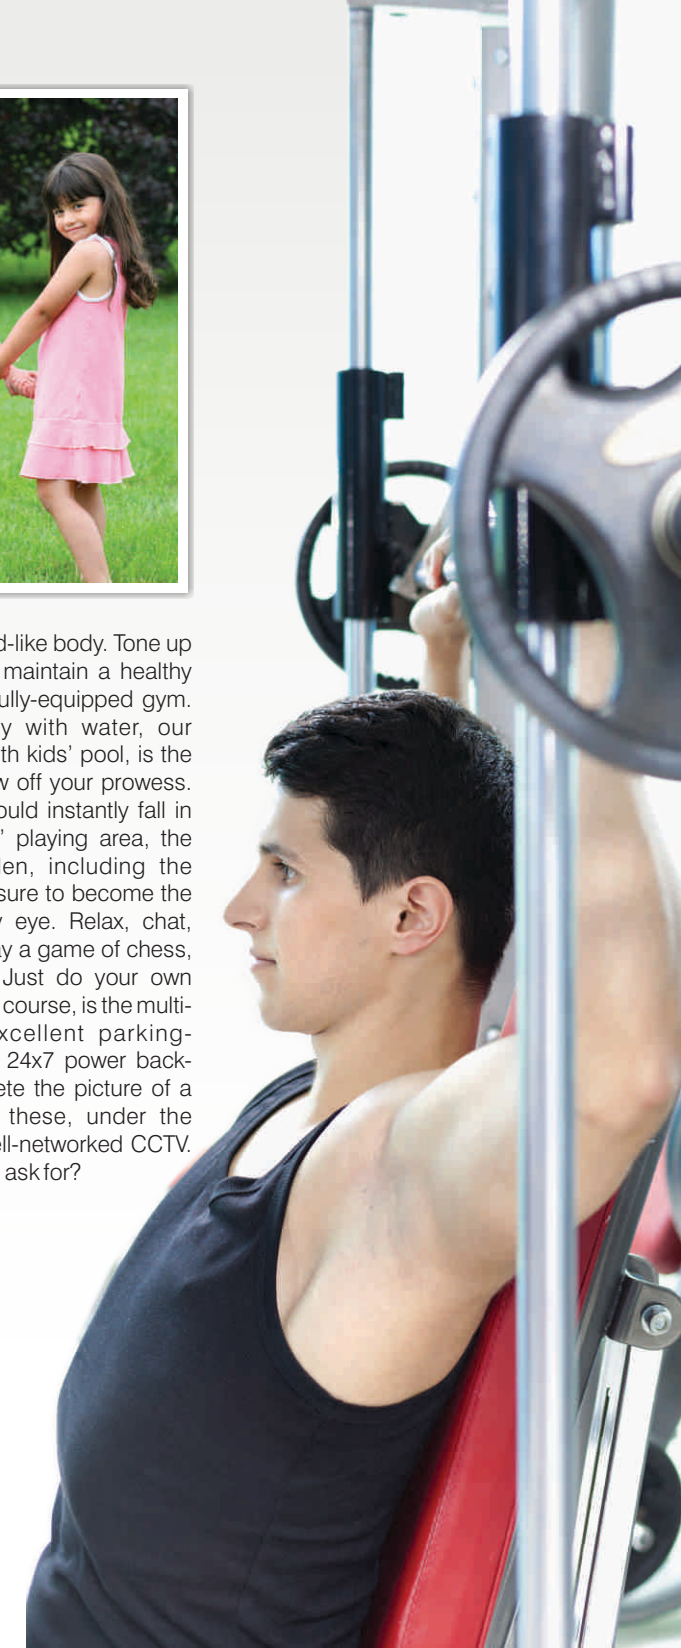 d-like body. Tone up
maintain a healthy
ully-equipped gym.
y with water, our
th kids' pool, is the
w off your prowess.
ould instantly fall in
' playing area, the
len, including the
sure to become the
y eye. Relax, chat,
ay a game of chess,
Just do your own
course, is the multi-
xcellent parking-
24x7 power back-
ete the picture of a
these, under the
ell-networked CCTV.
ask for?